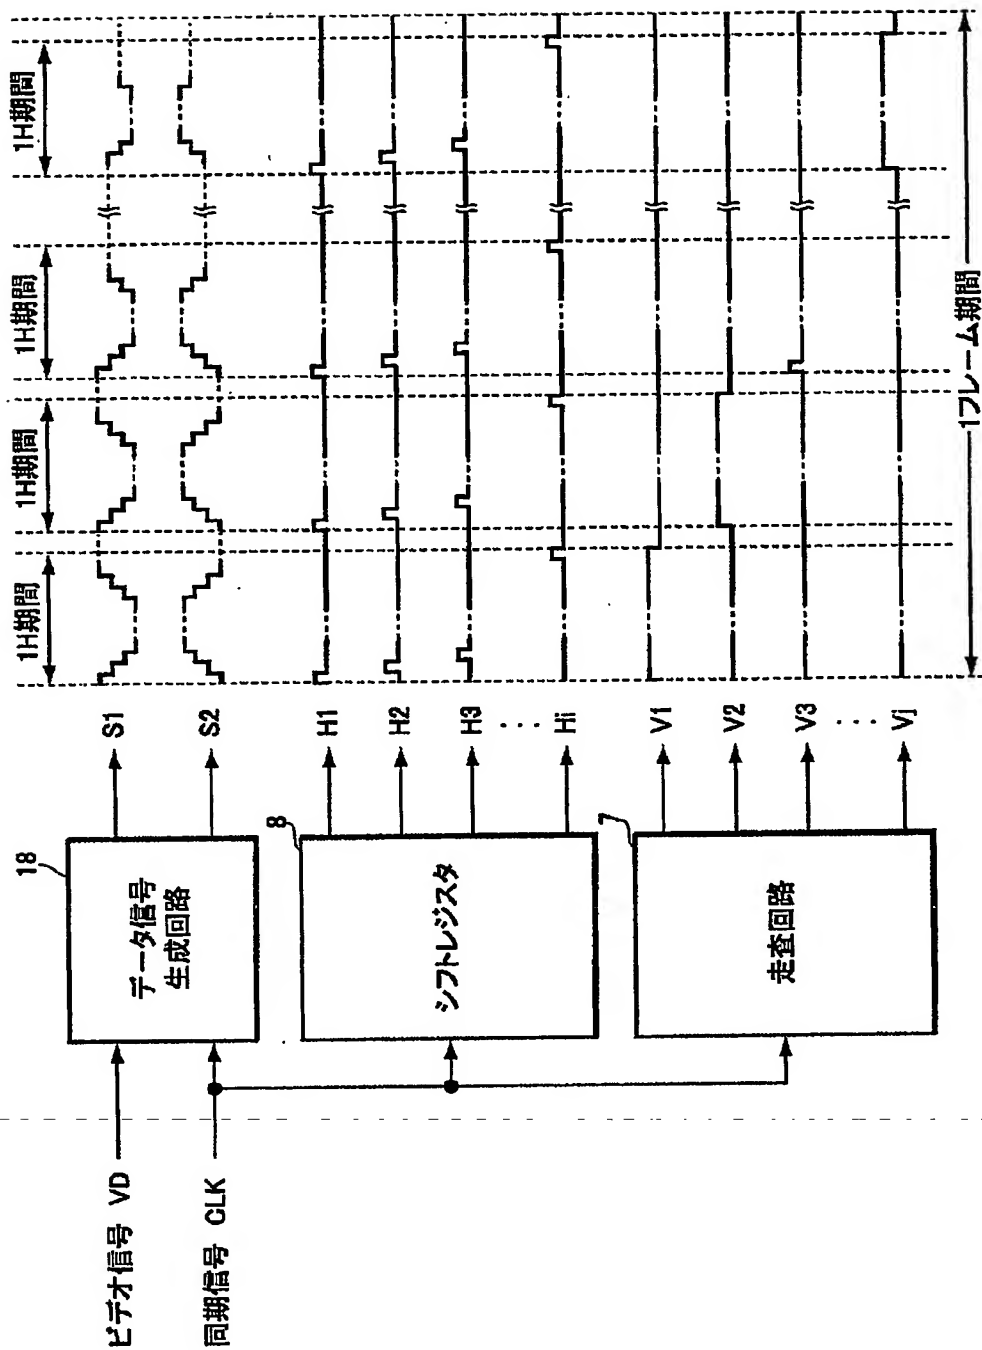 ビデオ信号 VD
同期信号 CLK
18
データ信号
生成回路
8
シフトレジスタ
7
走査回路
S1
S2
H1
H2
H3
Hi
V1
V2
V3
Vj
1H期間
1H期間
1H期間
1H期間
1フレーム期間